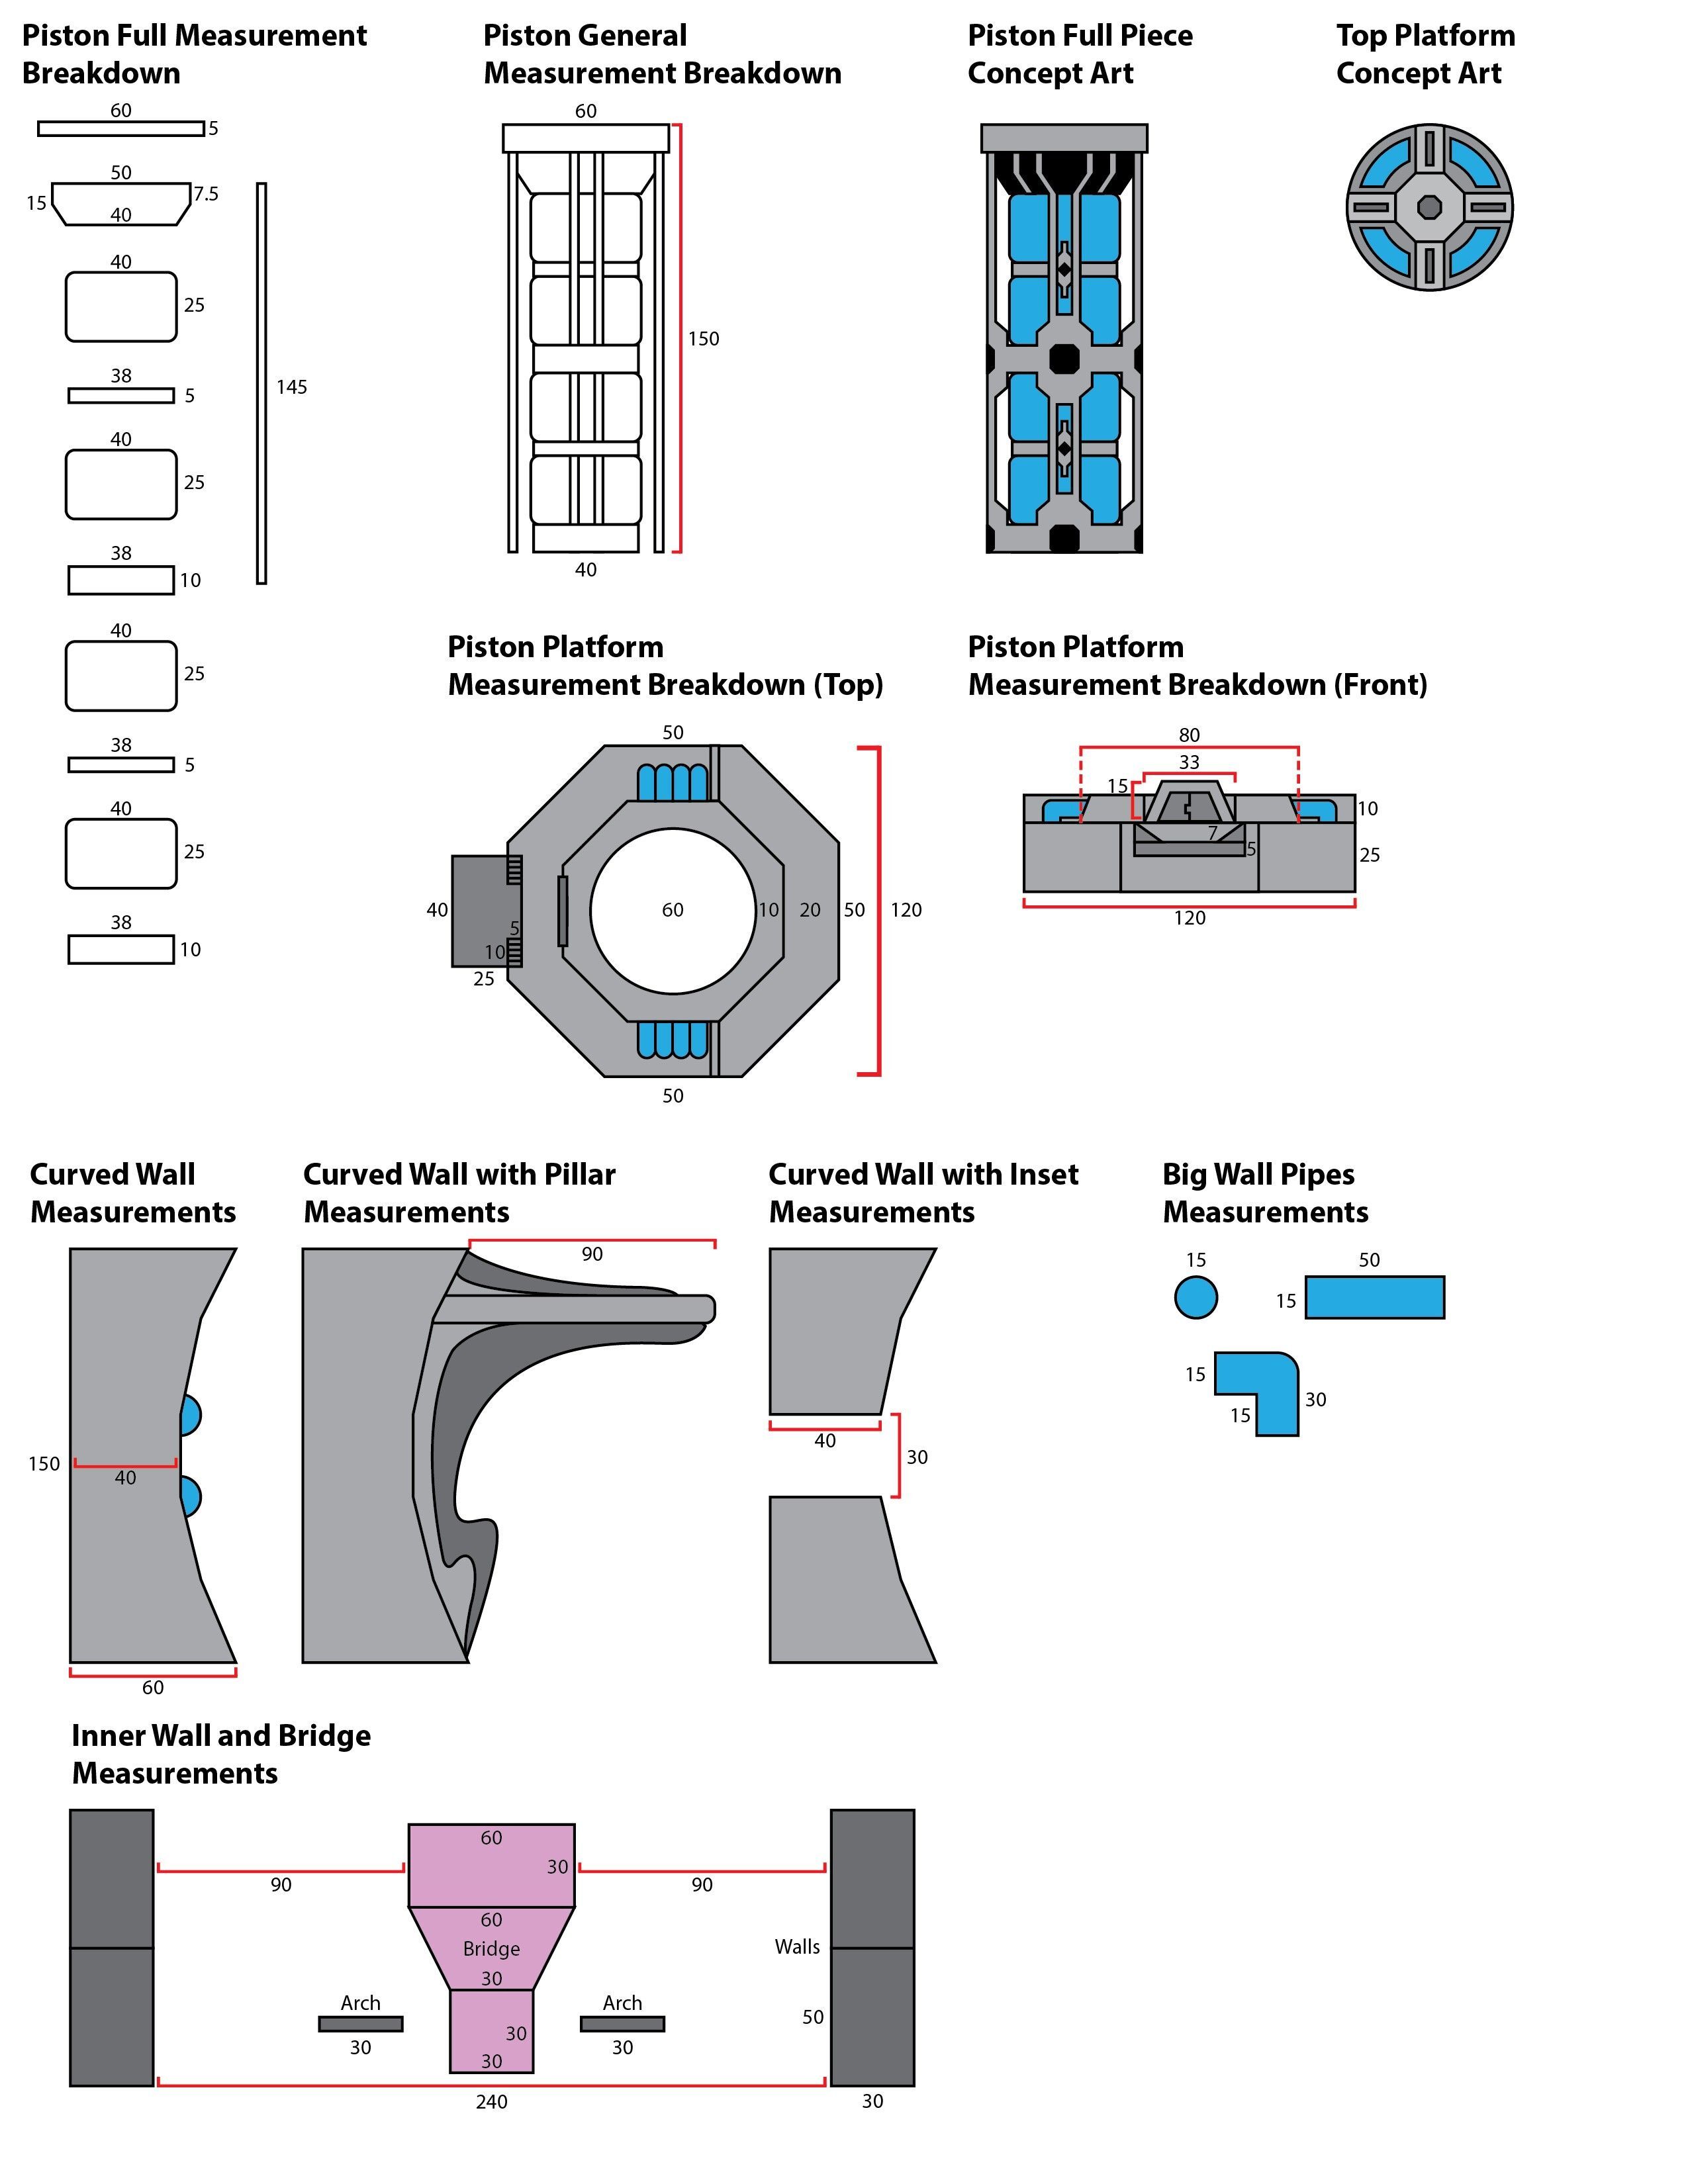 Piston Full Measurement
Breakdown
60
5
50
15
7.5
40
40
25
38
5
40
25
38
10
40
25
38
5
40
25
38
10
145
Piston General
Measurement Breakdown
60
150
40
Piston Full Piece
Concept Art
Top Platform
Concept Art
Piston Platform
Measurement Breakdown (Top)
50
40
60
10
20
50
120
5
10
25
50
Piston Platform
Measurement Breakdown (Front)
80
33
15
10
7
5
25
120
Curved Wall
Measurements
150
40
60
Curved Wall with Pillar
Measurements
90
Curved Wall with Inset
Measurements
40
30
Big Wall Pipes
Measurements
15
50
15
15
30
15
Inner Wall and Bridge
Measurements
60
30
90
90
60
Bridge
Walls
30
Arch
Arch
50
30
30
30
30
240
30